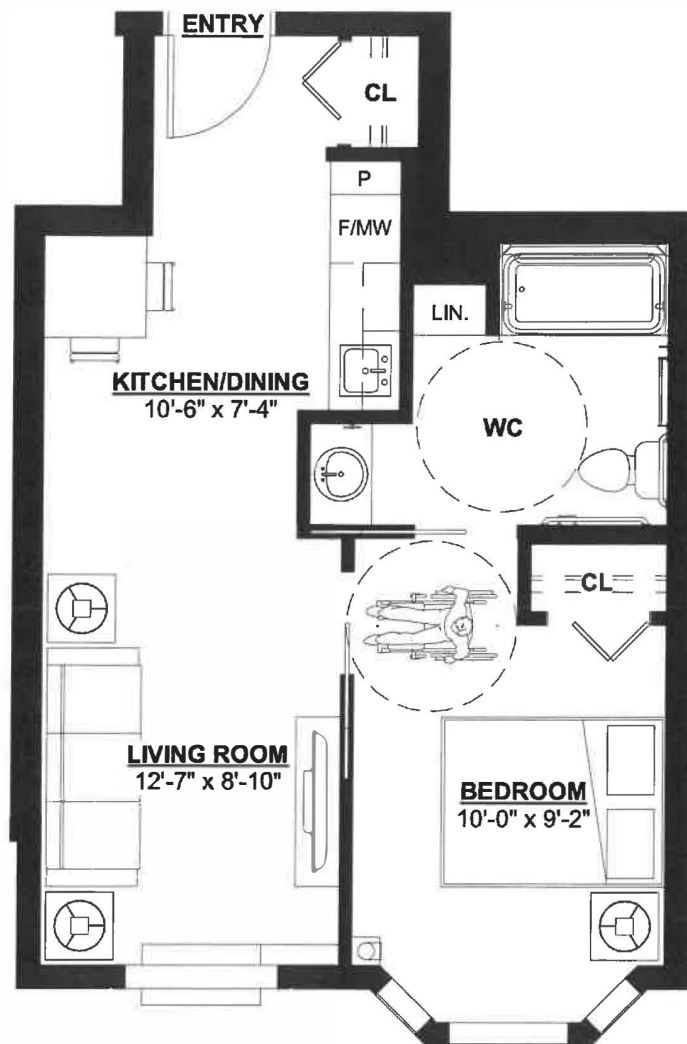 ENTRY
CL
P
F/MW
LIN.
KITCHEN/DINING
10'-6" x 7'-4"
WC
CL
LIVING ROOM
12'-7" x 8'-10"
BEDROOM
10'-0" x 9'-2"